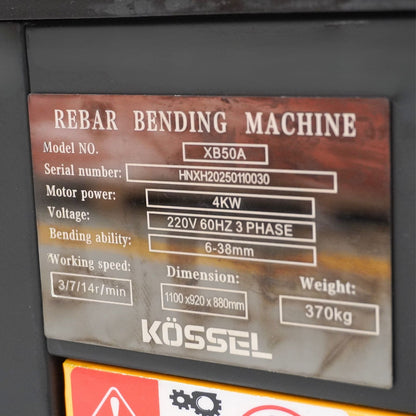 REBAR BENDING MACHINE
Model NO. XB50A
Serial number: HNXH20250110030
Motor power: 4KW
Voltage: 220V 60HZ 3 PHASE
Bending ability: 6-38mm
Working speed: Dimension: Weight:
3/7/14r/min 1100x920x880mm 370kg
KÖSSEL